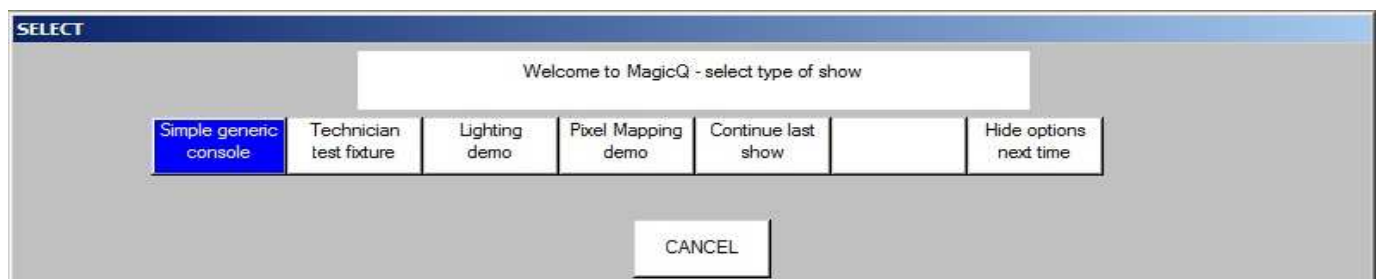 SELECT
Welcome to MagicQ - select type of show
Simple generic
console
Technician
test fixture
Lighting
demo
Pixel Mapping
demo
Continue last
show
Hide options
next time
CANCEL